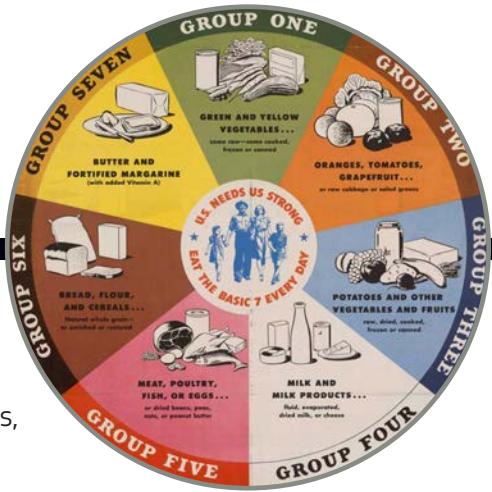 GROUP ONE
GREEN AND YELLOW
VEGETABLES...
some raw—some cooked,
frozen or canned
GROUP TWO
ORANGES, TOMATOES,
GRAPEFRUIT...
or raw cabbage or salad greens
GROUP THREE
POTATOES AND OTHER
VEGETABLES AND FRUITS
raw, dried, cooked,
frozen or canned
GROUP FOUR
MILK AND
MILK PRODUCTS...
fluid, evaporated,
dried milk, or cheese
GROUP FIVE
MEAT, POULTRY,
FISH, OR EGGS...
or dried beans, peas,
nuts, or peanut butter
GROUP SIX
BREAD, FLOUR,
AND CEREALS...
Natural whole grain—
or enriched or restored
GROUP SEVEN
BUTTER AND
FORTIFIED MARGARINE
(with added Vitamin A)
U.S. NEEDS US STRONG
EAT THE BASIC 7 EVERY DAY
s,